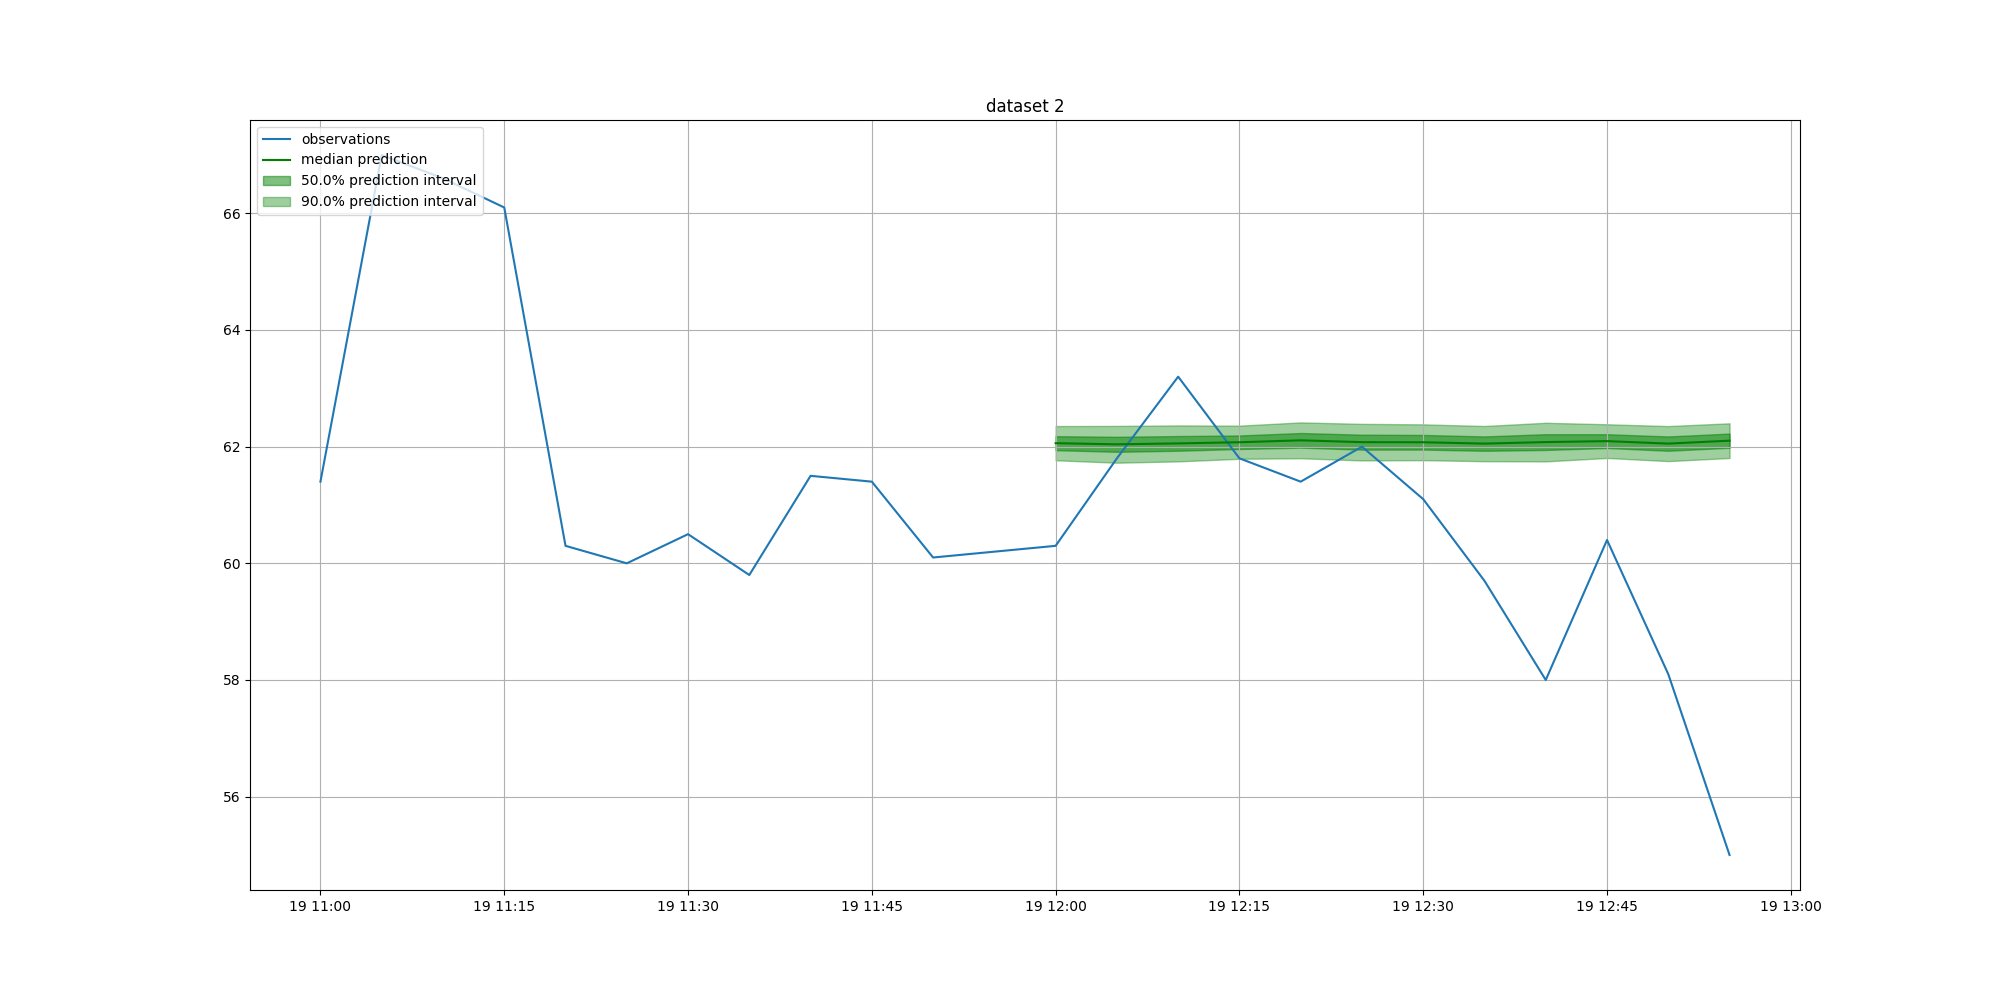 dataset 2
observations
median prediction
50.0% prediction interval
90.0% prediction interval
66
64
62
60
58
56
19 11:00 19 11:15 19 11:30 19 11:45 19 12:00 19 12:15 19 12:30 19 12:45 19 13:00